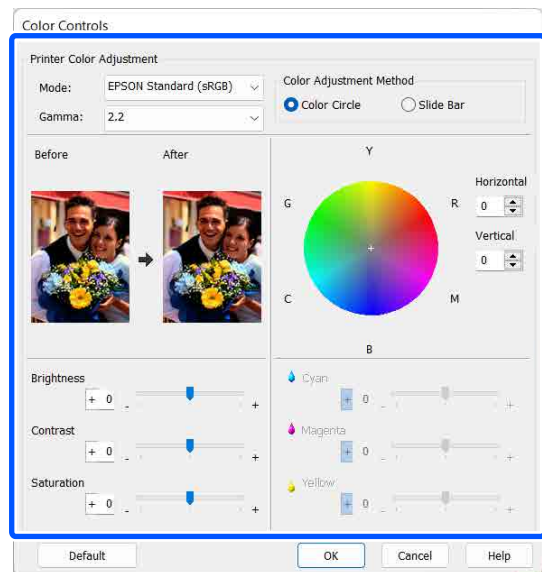 Color Controls
Printer Color Adjustment
Mode: EPSON Standard (sRGB)
Gamma: 2.2
Color Adjustment Method
Color Circle Slide Bar
Before After
Y
G R
C M
B
Horizontal
0
Vertical
0
Brightness
+ 0 - +
Contrast
+ 0 - +
Saturation
+ 0 - +
Cyan
+ 0 - +
Magenta
+ 0 - +
Yellow
+ 0 - +
Default OK Cancel Help